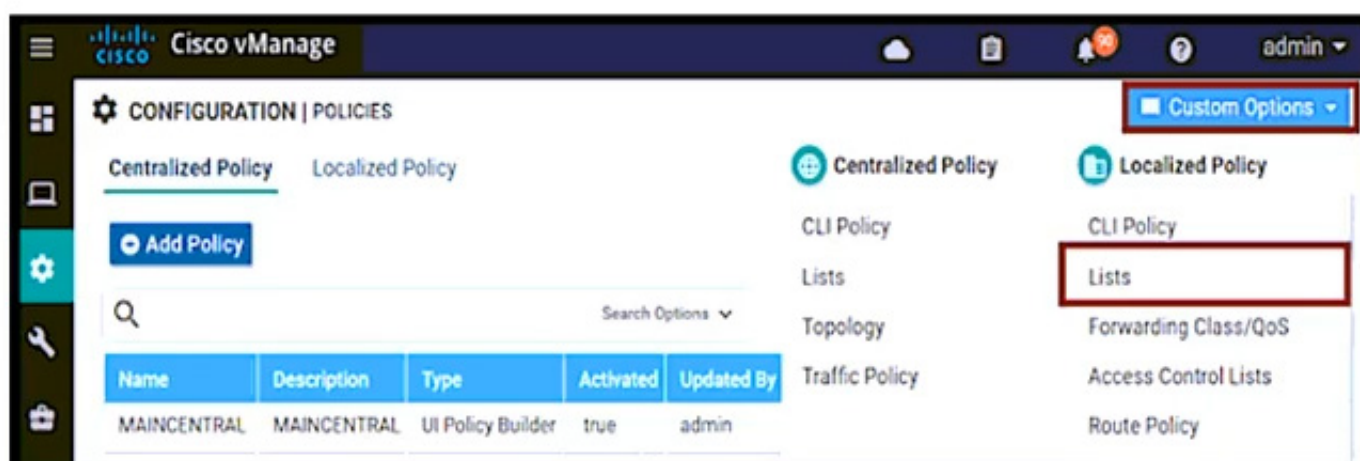 cisco Cisco vManage 90 admin
CONFIGURATION | POLICIES Custom Options
Centralized Policy Localized Policy
Add Policy
Search Options
Name Description Type Activated Updated By
MAINCENTRAL MAINCENTRAL UI Policy Builder true admin
Centralized Policy
CLI Policy
Lists
Topology
Traffic Policy
Localized Policy
CLI Policy
Lists
Forwarding Class/QoS
Access Control Lists
Route Policy